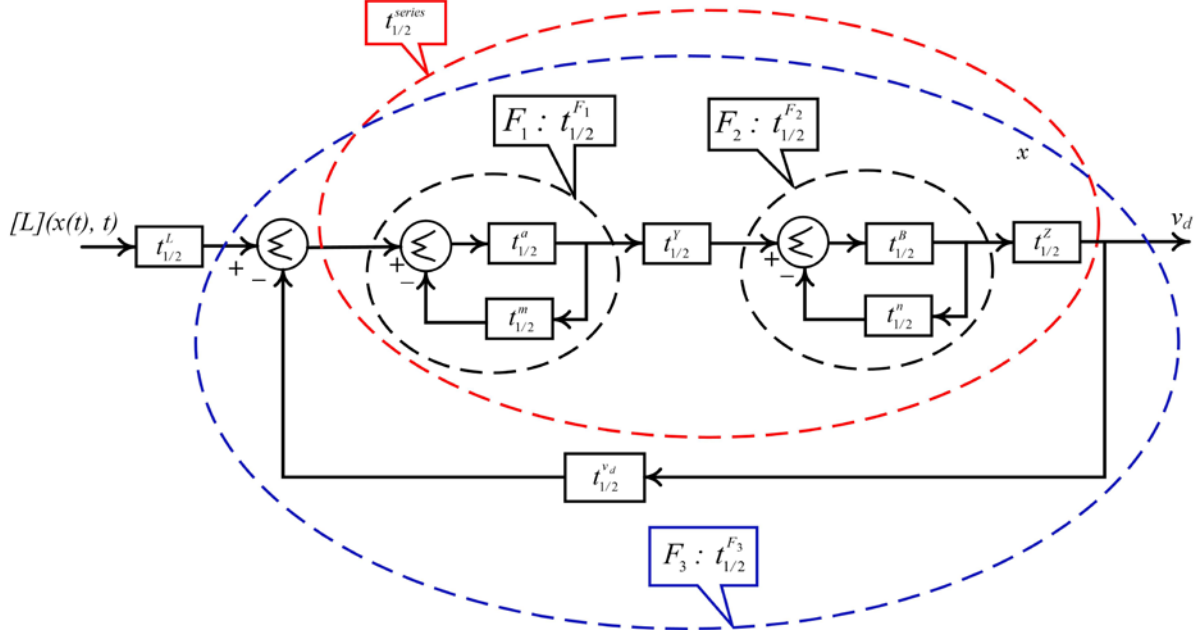 t_{1/2}^{series}
F_1 : t_{1/2}^{F_1}
F_2 : t_{1/2}^{F_2}
x
[L](x(t), t)
t_{1/2}^{L}
+
−
Σ
+
−
Σ
t_{1/2}^{a}
t_{1/2}^{m}
t_{1/2}^{Y}
+
−
Σ
t_{1/2}^{B}
t_{1/2}^{n}
t_{1/2}^{Z}
v_d
t_{1/2}^{v_d}
F_3 : t_{1/2}^{F_3}